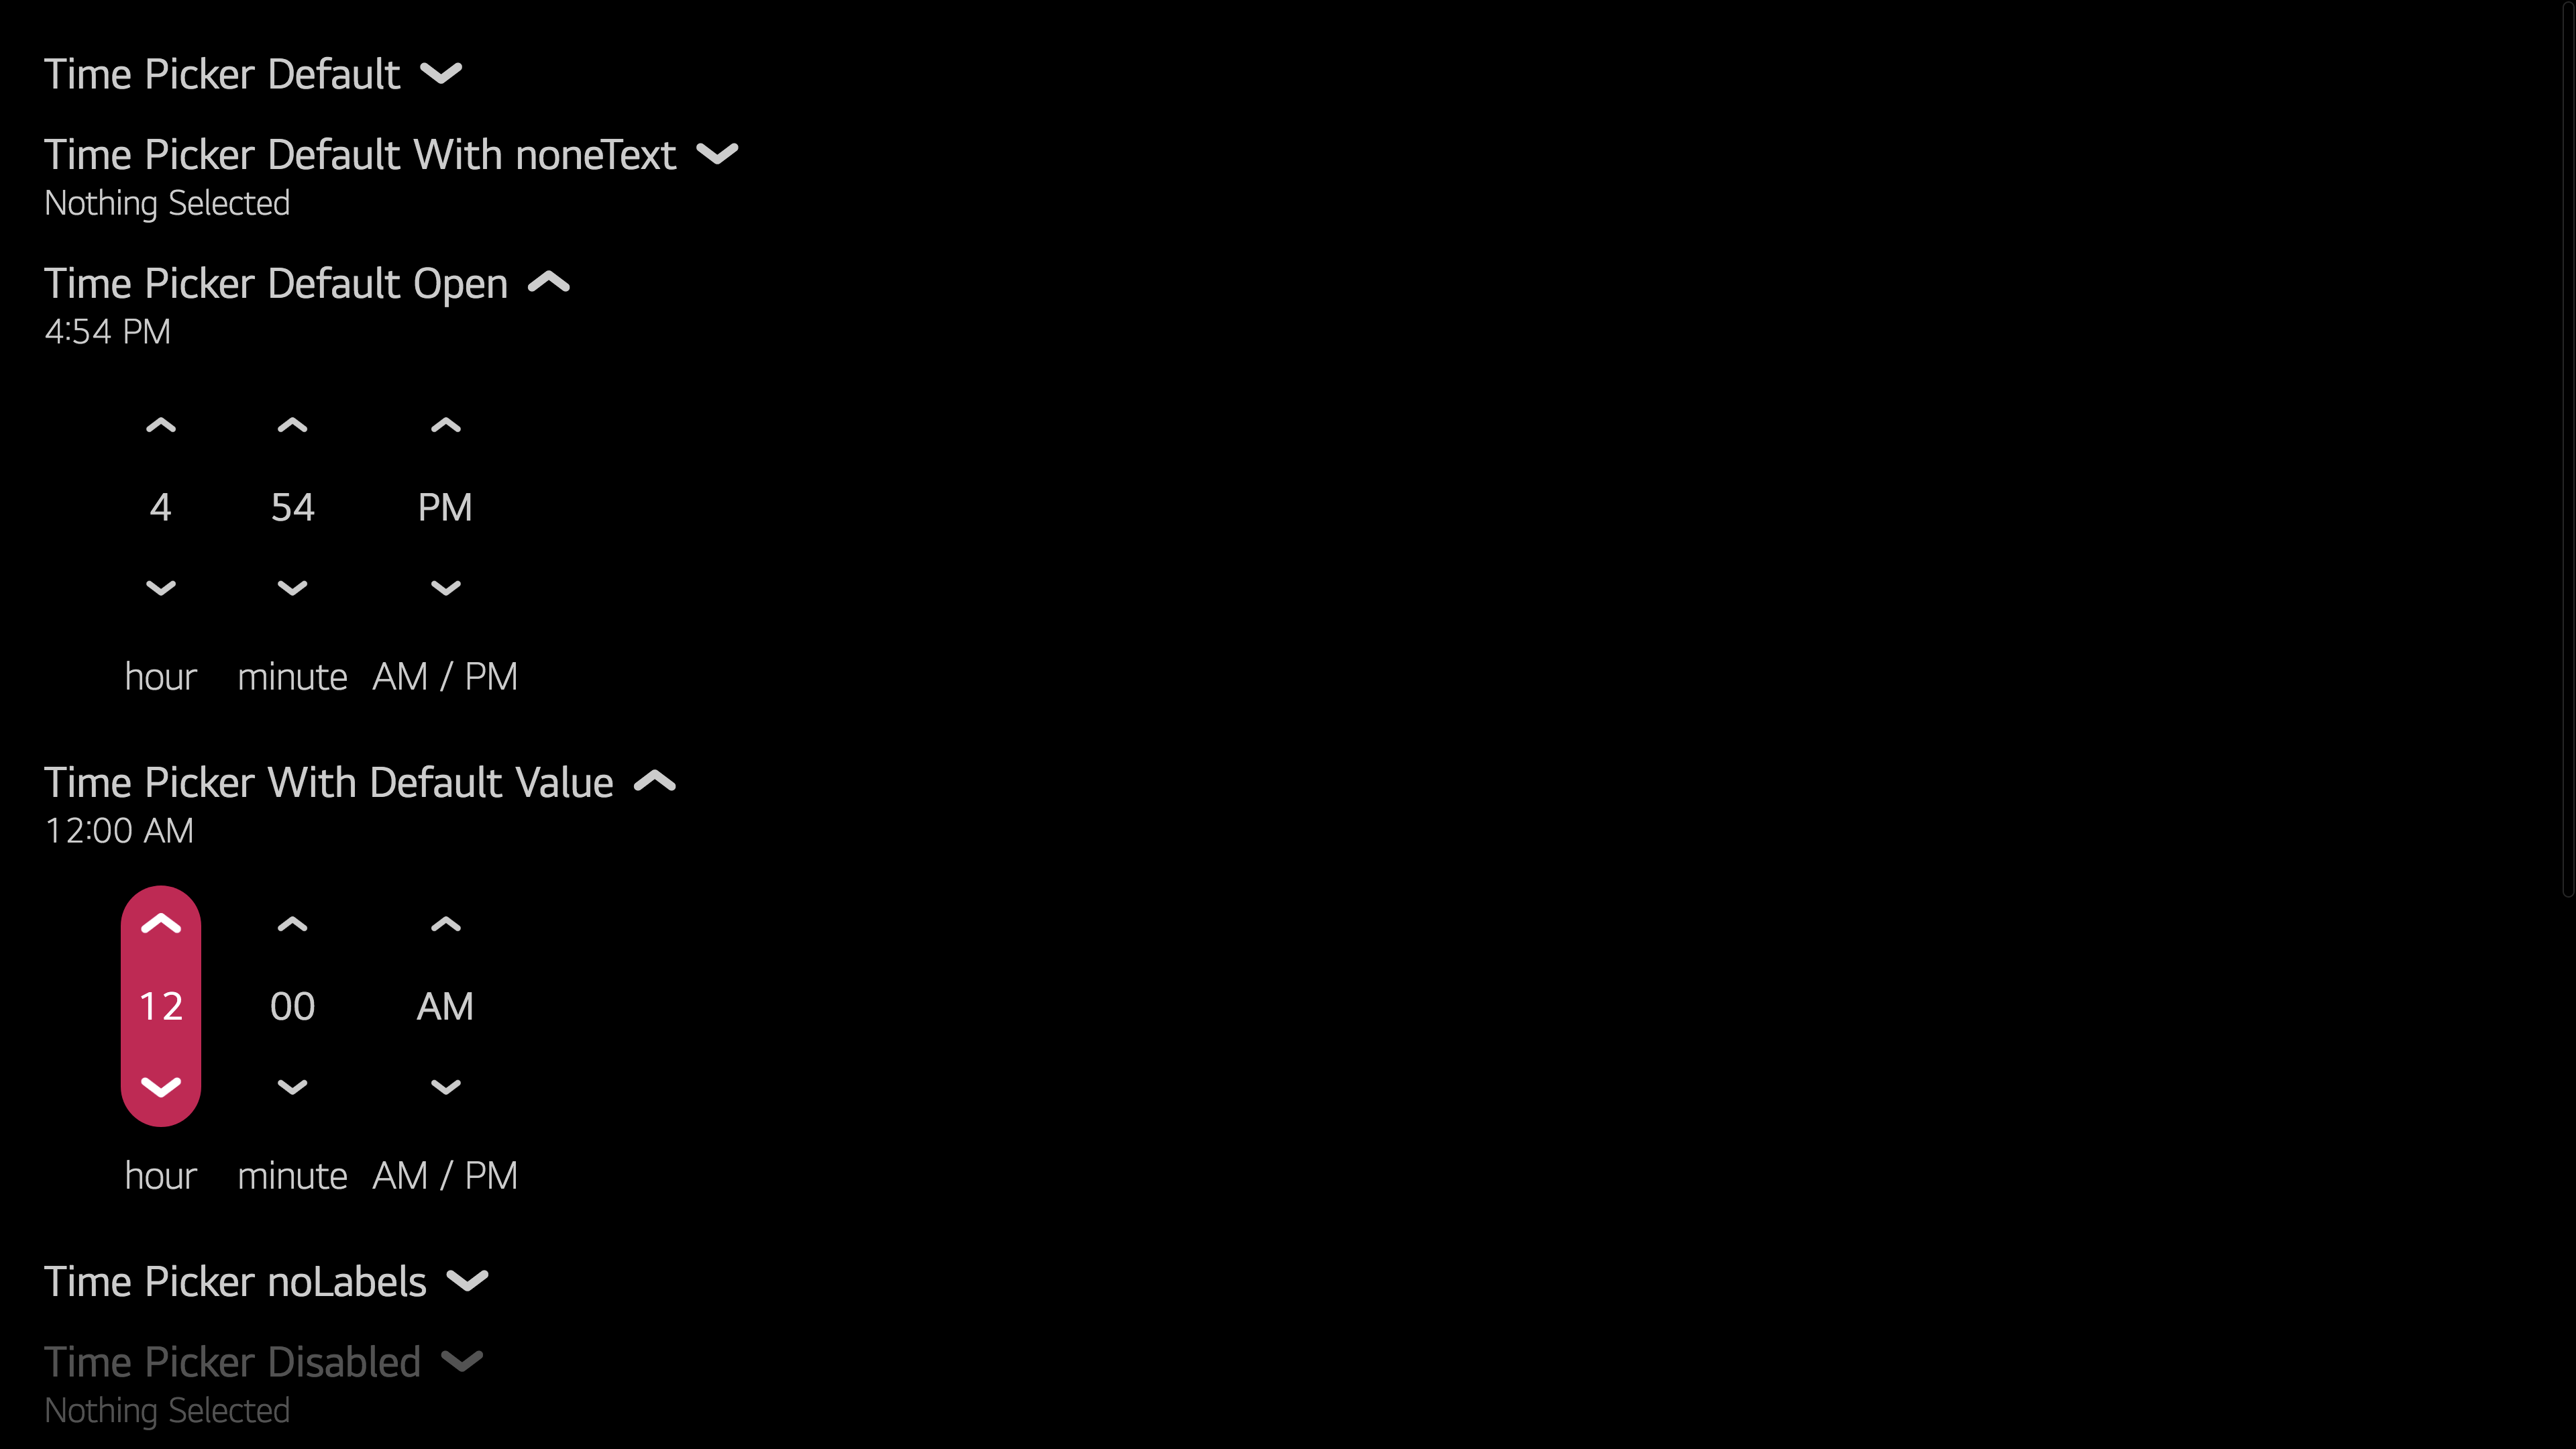 Time Picker Default
Time Picker Default With noneText
Nothing Selected
Time Picker Default Open
4:54 PM
4 54 PM
hour minute AM / PM
Time Picker With Default Value
12:00 AM
12 00 AM
hour minute AM / PM
Time Picker noLabels
Time Picker Disabled
Nothing Selected